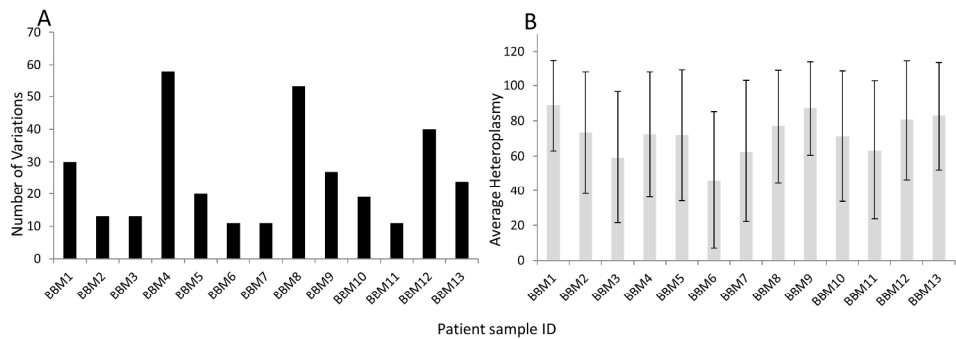 A
Number of Variations
70
60
50
40
30
20
10
0
BBM1
BBM2
BBM3
BBM4
BBM5
BBM6
BBM7
BBM8
BBM9
BBM10
BBM11
BBM12
BBM13
B
Average Heteroplasmy
120
100
80
60
40
20
0
BBM1
BBM2
BBM3
BBM4
BBM5
BBM6
BBM7
BBM8
BBM9
BBM10
BBM11
BBM12
BBM13
Patient sample ID